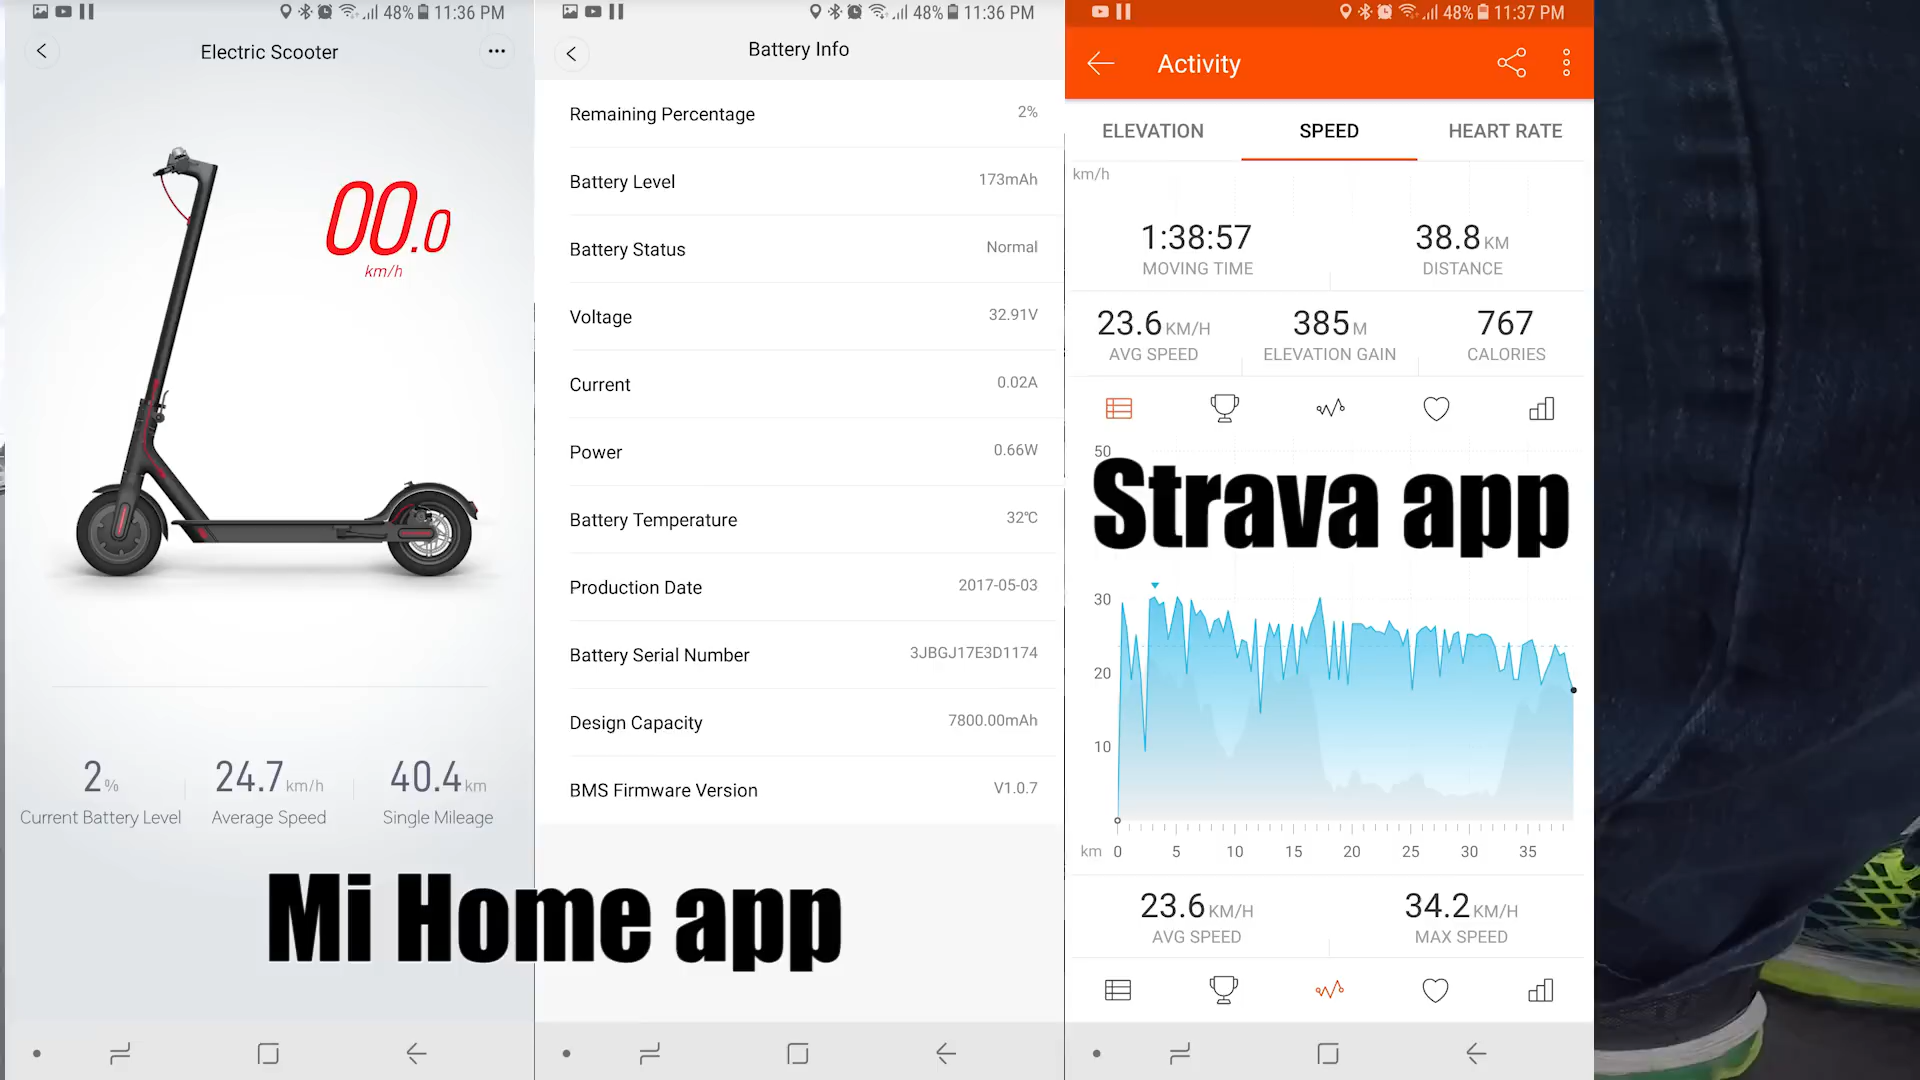 48% 11:36 PM
Electric Scooter
00.0
km/h
2%
Current Battery Level
24.7 km/h
Average Speed
40.4 km
Single Mileage
48% 11:36 PM
Battery Info
Remaining Percentage 2%
Battery Level 173mAh
Battery Status Normal
Voltage 32.91V
Current 0.02A
Power 0.66W
Battery Temperature 32℃
Production Date 2017-05-03
Battery Serial Number 3JBGJ17E3D1174
Design Capacity 7800.00mAh
BMS Firmware Version V1.0.7
Mi Home app
48% 11:37 PM
Activity
ELEVATION SPEED HEART RATE
km/h
1:38:57 38.8 KM
MOVING TIME DISTANCE
23.6 KM/H 385 M 767
AVG SPEED ELEVATION GAIN CALORIES
50
Strava app
30
20
10
km 0 5 10 15 20 25 30 35
23.6 KM/H 34.2 KM/H
AVG SPEED MAX SPEED